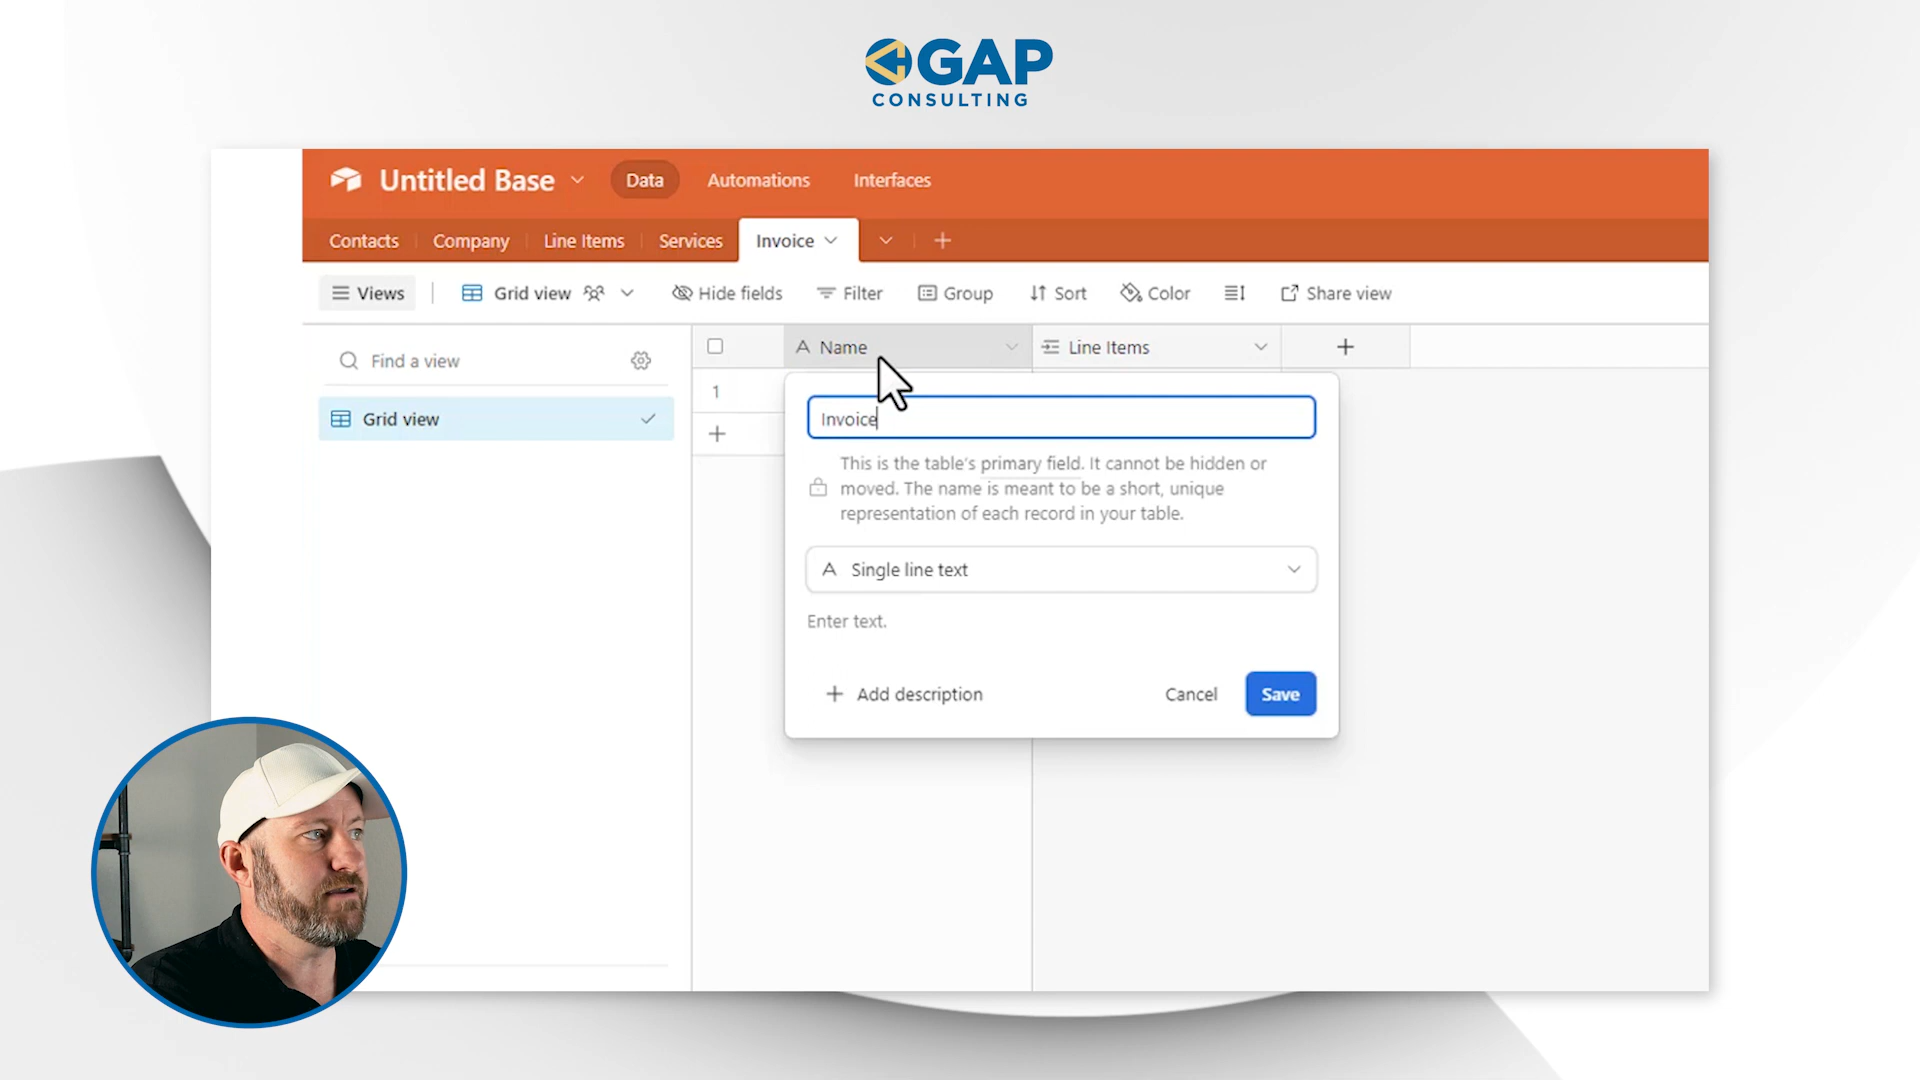 GAP
CONSULTING
Untitled Base
Data
Automations
Interfaces
Contacts
Company
Line Items
Services
Invoice
Views
Grid view
Hide fields
Filter
Group
Sort
Color
Share view
Find a view
Grid view
Name
Line Items
1
Invoice
This is the table's primary field. It cannot be hidden or
moved. The name is meant to be a short, unique
representation of each record in your table.
Single line text
Enter text.
Add description
Cancel
Save